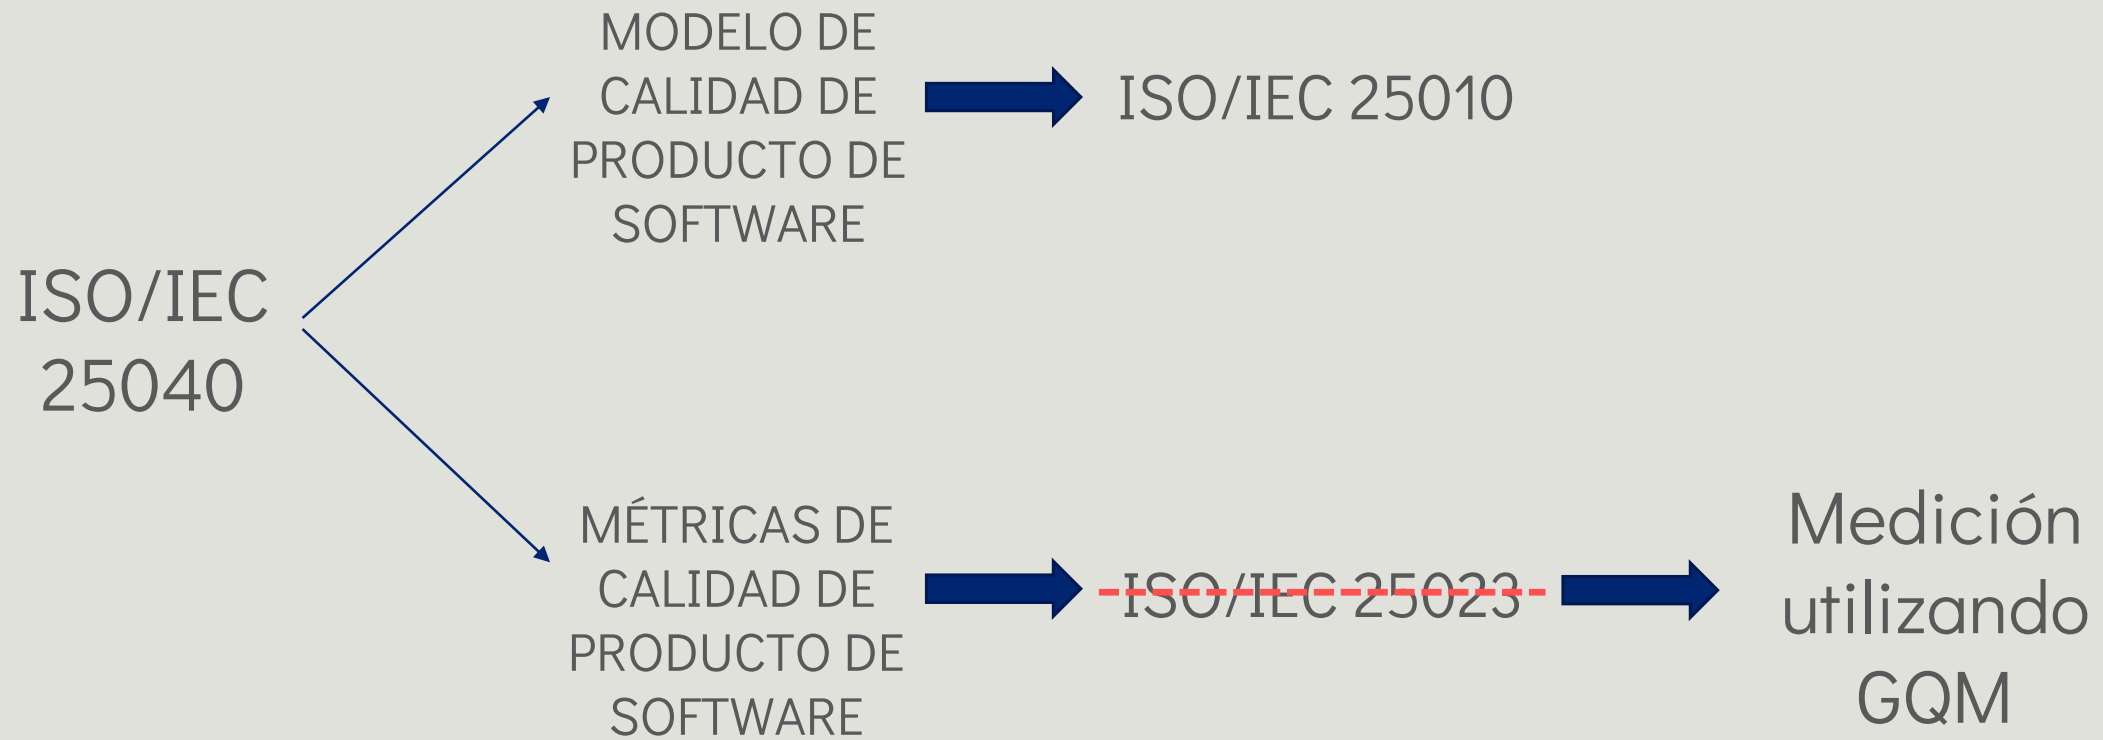 ISO/IEC
25040
MODELO DE
CALIDAD DE
PRODUCTO DE
SOFTWARE
ISO/IEC 25010
MÉTRICAS DE
CALIDAD DE
PRODUCTO DE
SOFTWARE
ISO/IEC 25023
Medición
utilizando
GQM